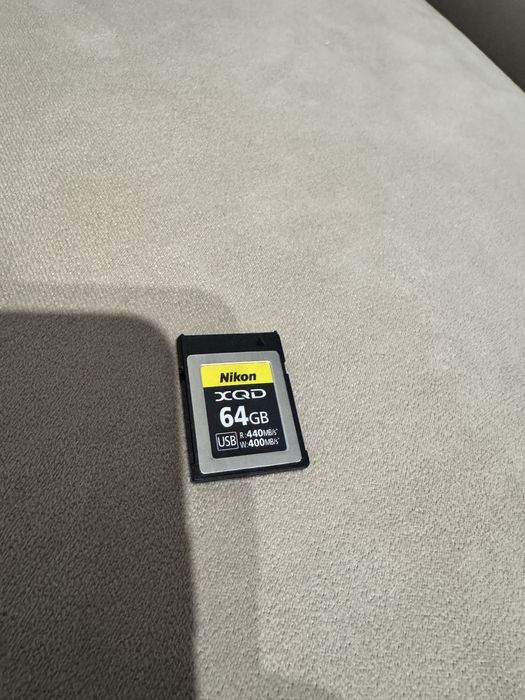 Nikon
XQD
64GB
USB R:440MB/s*
W:400MB/s*